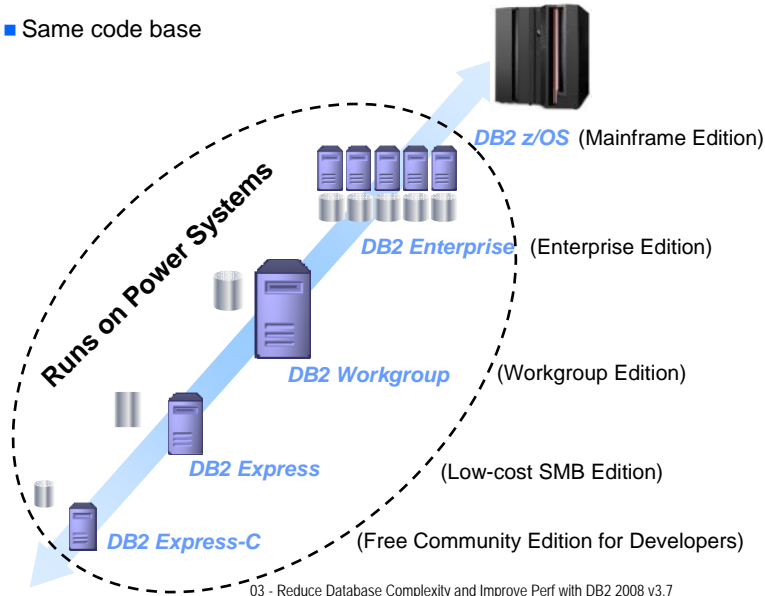 Same code base
DB2 z/OS (Mainframe Edition)
Runs on Power Systems
DB2 Enterprise (Enterprise Edition)
DB2 Workgroup (Workgroup Edition)
DB2 Express (Low-cost SMB Edition)
DB2 Express-C (Free Community Edition for Developers)
03 - Reduce Database Complexity and Improve Perf with DB2 2008 v3.7